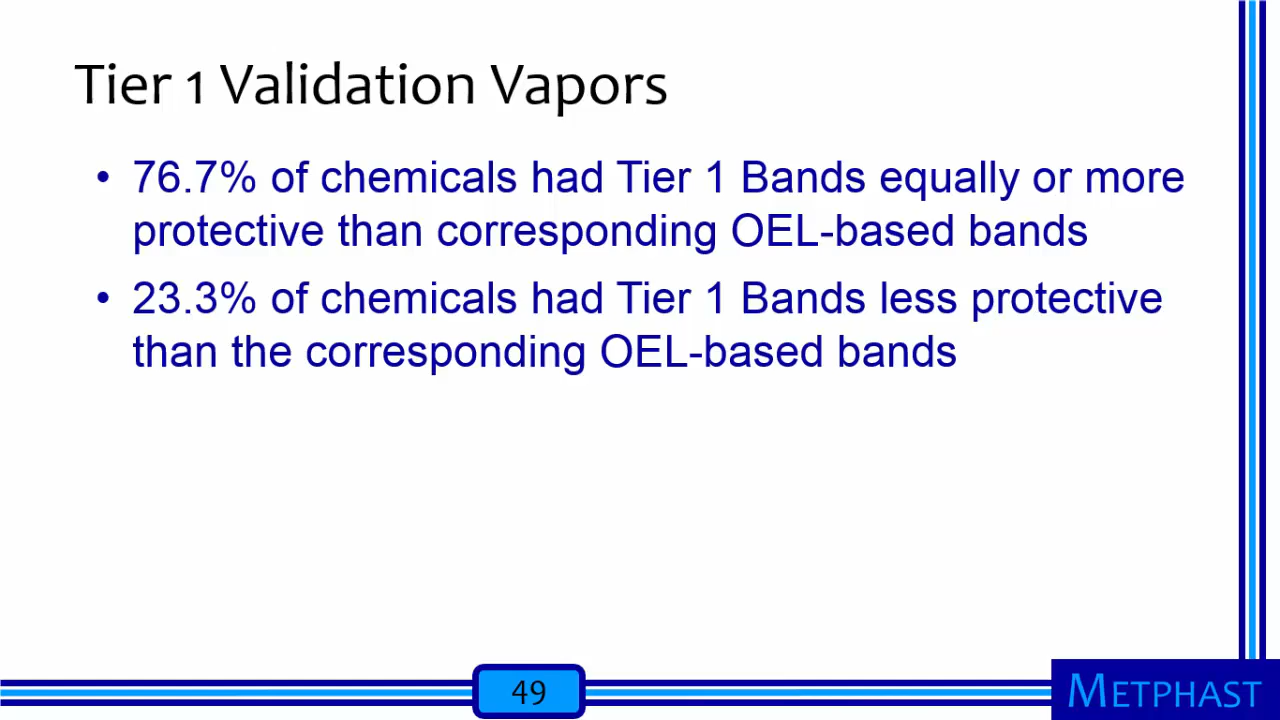 Tier 1 Validation Vapors
• 76.7% of chemicals had Tier 1 Bands equally or more
protective than corresponding OEL-based bands
• 23.3% of chemicals had Tier 1 Bands less protective
than the corresponding OEL-based bands
49
METPHAST